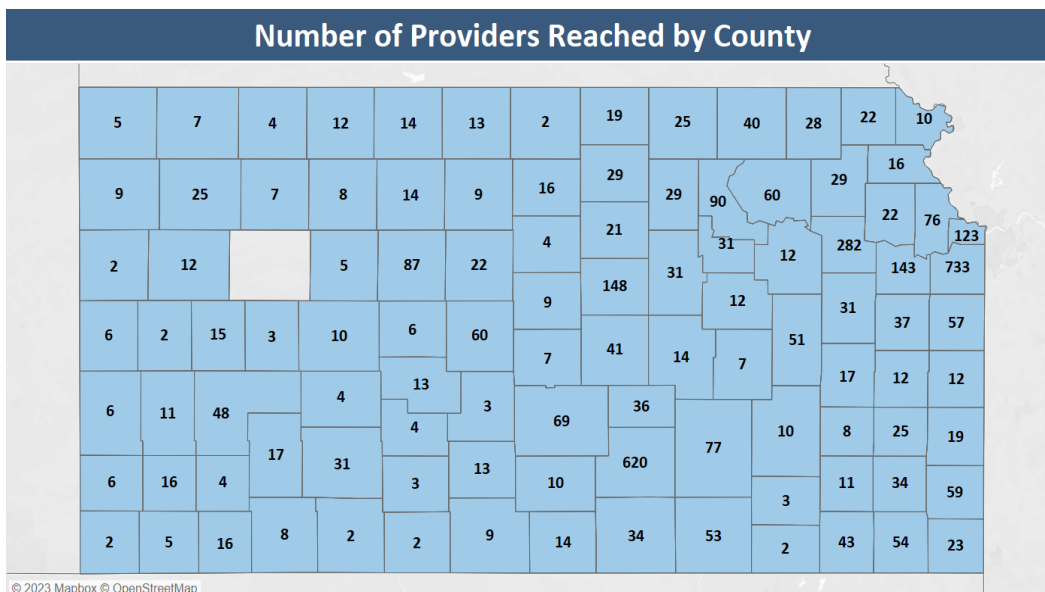 Number of Providers Reached by County
5 7 4 12 14 13 2 19 25 40 28 22 10
16
9 25 7 8 14 9 16 29 29 90 60 29
22 76 123
2 12 5 87 22 4 21 31 31 12 282 143 733
9 148 12 31
6 2 15 3 10 6 60 37 57
7 41 14 7 51
13 17 12 12
6 11 48 4 3 69 36
4 77 10 8 25 19
17 31 13 620
6 16 4 3 10 3 11 34 59
2 5 16 8 2 2 9 14 34 53 2 43 54 23
© 2023 Mapbox © OpenStreetMap